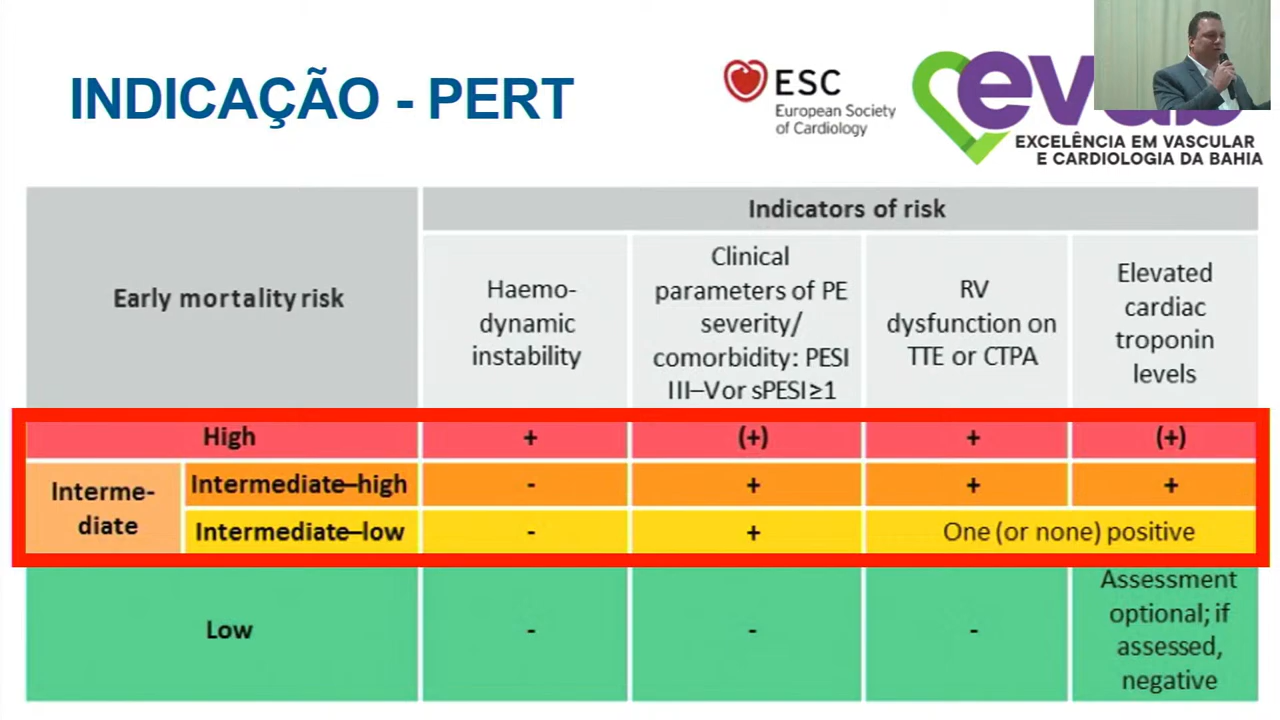 INDICAÇÃO - PERT
ESC
European Society
of Cardiology
EXCELÊNCIA EM VASCULAR
E CARDIOLOGIA DA BAHIA
Early mortality risk
Indicators of risk
Haemo-
dynamic
instability
Clinical
parameters of PE
severity/
comorbidity: PESI
III–V or sPESI≥1
RV
dysfunction on
TTE or CTPA
Elevated
cardiac
troponin
levels
High + (+) + (+)
Interme-
diate
Intermediate–high - + + +
Intermediate–low - + One (or none) positive
Low - - -
Assessment
optional; if
assessed,
negative